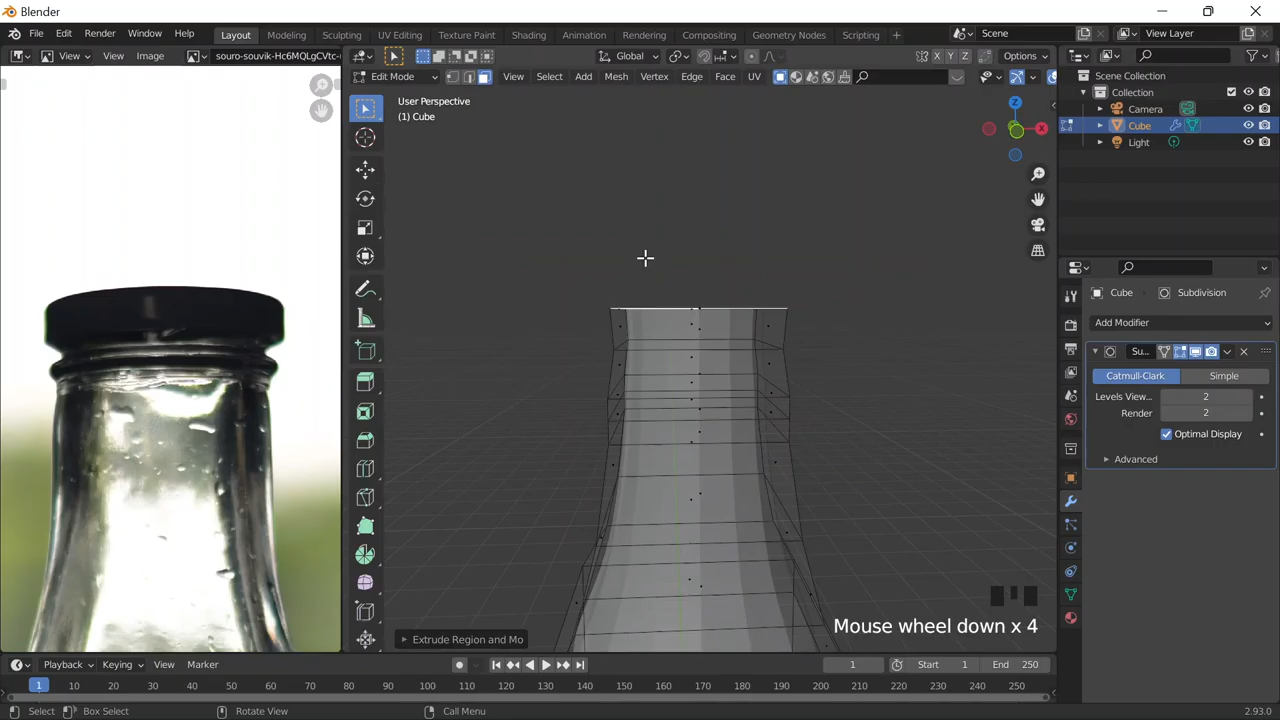 Blender
File Edit Render Window Help
Layout Modeling Sculpting UV Editing Texture Paint Shading Animation Rendering Compositing Geometry Nodes Scripting +
Scene
View Layer
View View Image souro-souvik-Hc6MQLgCVtc-
Global
X Y Z
Options
Edit Mode View Select Add Mesh Vertex Edge Face UV
User Perspective
(1) Cube
Z
X
Scene Collection
Collection
Camera
Cube
Light
Cube Subdivision
Add Modifier
Su...
Catmull-Clark Simple
Levels View... 2
Render 2
Optimal Display
Advanced
Extrude Region and Mo
Mouse wheel down x 4
Playback Keying View Marker
1 Start 1 End 250
1 10 20 30 40 50 60 70 80 90 100 110 120 130 140 150 160 170 180 190 200 210 220 230 240 250
Select Box Select Rotate View Call Menu 2.93.0